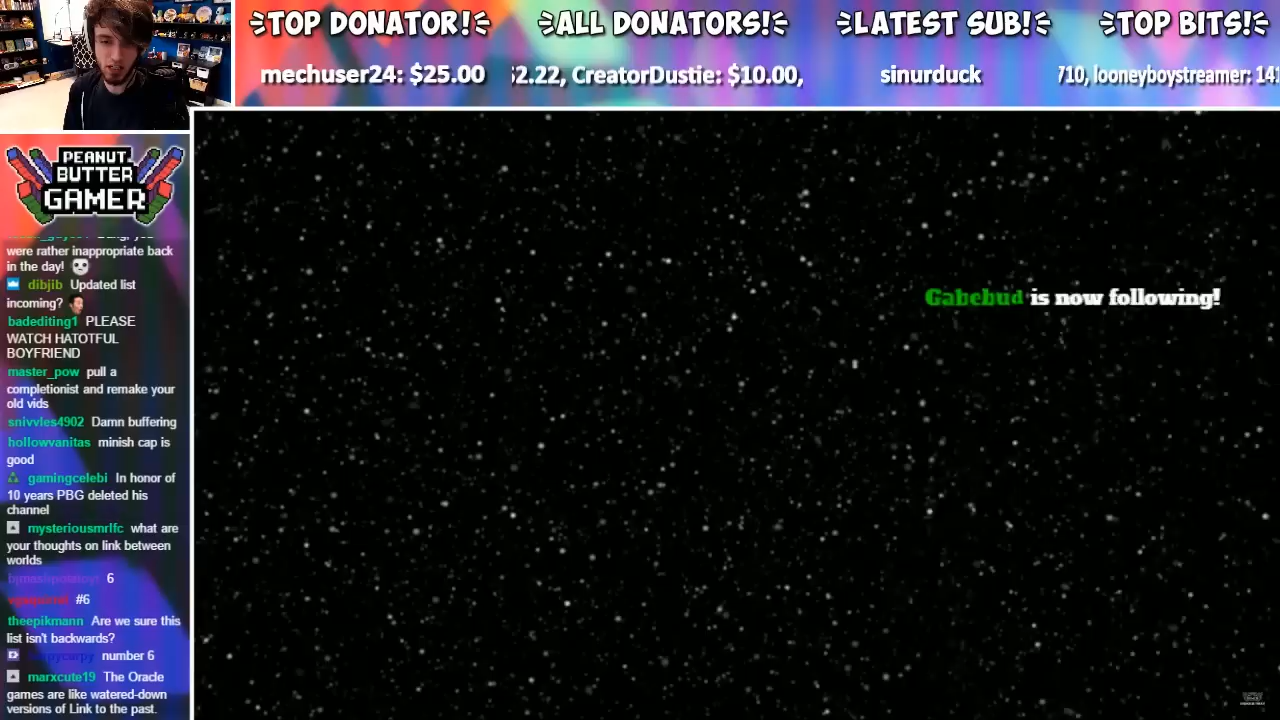 TOP DONATOR!
ALL DONATORS!
LATEST SUB!
TOP BITS!
mechuser24: $25.00
2.22, CreatorDustie: $10.00,
sinurduck
710, looneyboystreamer: 141
PEANUT
BUTTER
GAMER
were rather inappropriate back
in the day!
dibjib Updated list
incoming?
badediting1 PLEASE
WATCH HATOTFUL
BOYFRIEND
master_pow pull a
completionist and remake your
old vids
snivvles4902 Damn buffering
hollowvanitas minish cap is
good
gamingcelebi In honor of
10 years PBG deleted his
channel
mysteriousmrlfc what are
your thoughts on link between
worlds
6
#6
theepikmann Are we sure this
list isn't backwards?
number 6
marxcute19 The Oracle
games are like watered-down
versions of Link to the past.
Gabebud is now following!